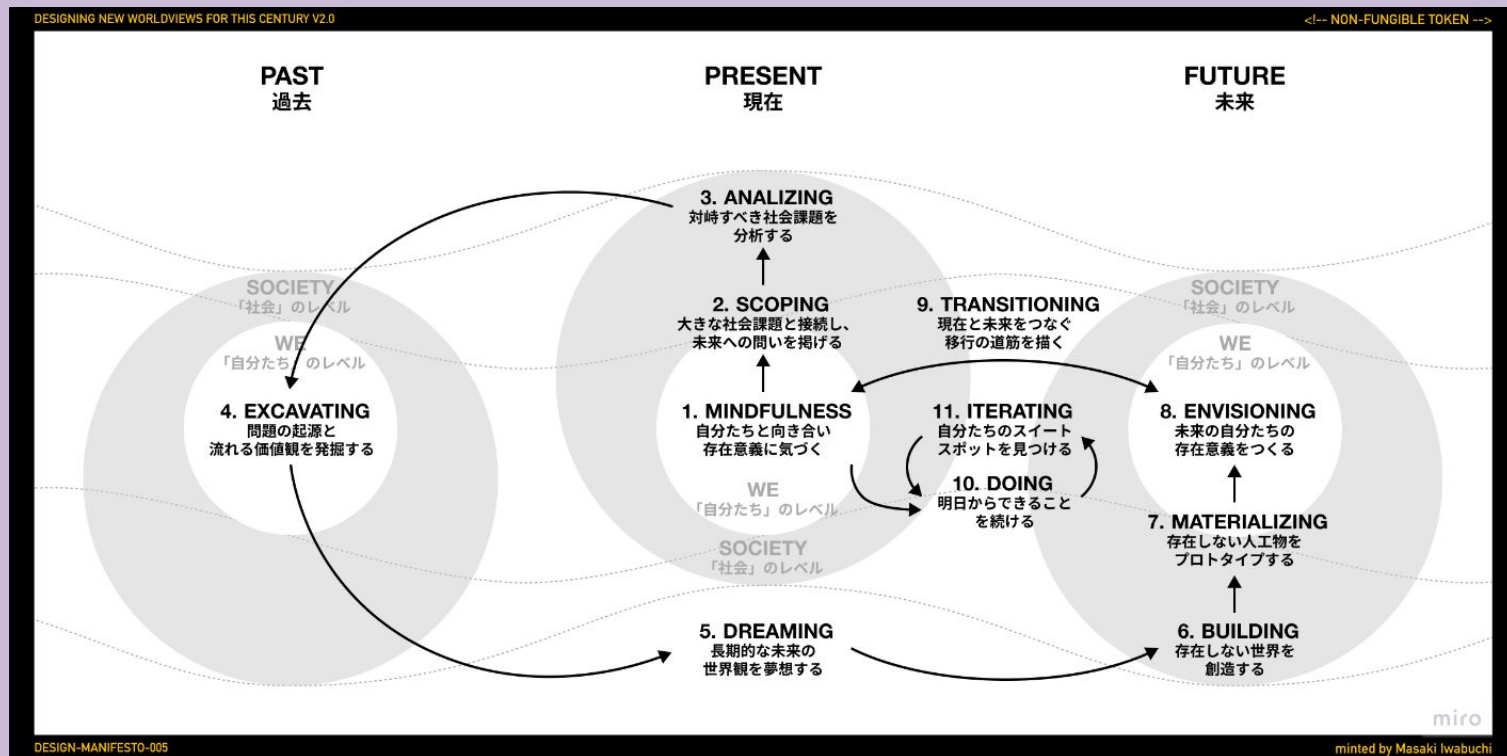 DESIGNING NEW WORLDVIEWS FOR THIS CENTURY V2.0
<!-- NON-FUNGIBLE TOKEN -->
PAST
過去
PRESENT
現在
FUTURE
未来
3. ANALIZING
対峙すべき社会課題を
分析する
SOCIETY
「社会」のレベル
WE
「自分たち」のレベル
4. EXCAVATING
問題の起源と
流れる価値観を発掘する
2. SCOPING
大きな社会課題と接続し、
未来への問いを掲げる
1. MINDFULNESS
自分たちと向き合い
存在意義に気づく
WE
「自分たち」のレベル
SOCIETY
「社会」のレベル
5. DREAMING
長期的な未来の
世界観を夢想する
9. TRANSITIONING
現在と未来をつなぐ
移行の道筋を描く
11. ITERATING
自分たちのスイート
スポットを見つける
10. DOING
明日からできること
を続ける
SOCIETY
「社会」のレベル
WE
「自分たち」のレベル
8. ENVISIONING
未来の自分たちの
存在意義をつくる
7. MATERIALIZING
存在しない人工物を
プロトタイプする
6. BUILDING
存在しない世界を
創造する
miro
DESIGN-MANIFESTO-005
minted by Masaki Iwabuchi